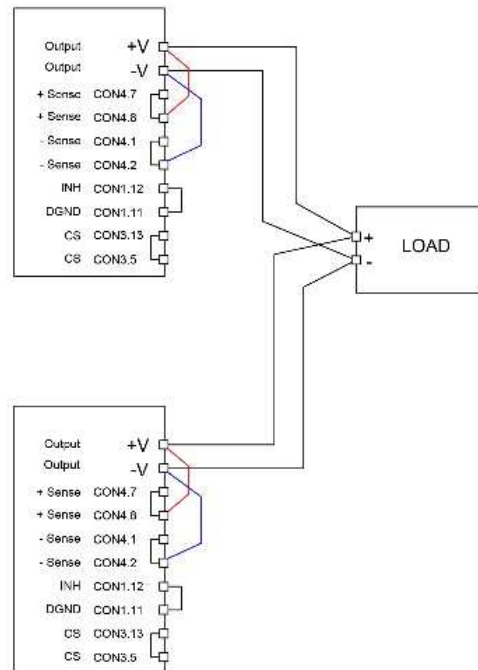 Output +V
Output -V
+ Sense CON4.7
+ Sense CON4.8
- Sense CON4.1
- Sense CON4.2
INH CON1.12
DGND CON1.11
CS CON3.13
CS CON3.5
+ LOAD
-
Output +V
Output -V
+ Sense CON4.7
+ Sense CON4.8
- Sense CON4.1
- Sense CON4.2
INH CON1.12
DGND CON1.11
CS CON3.13
CS CON3.5